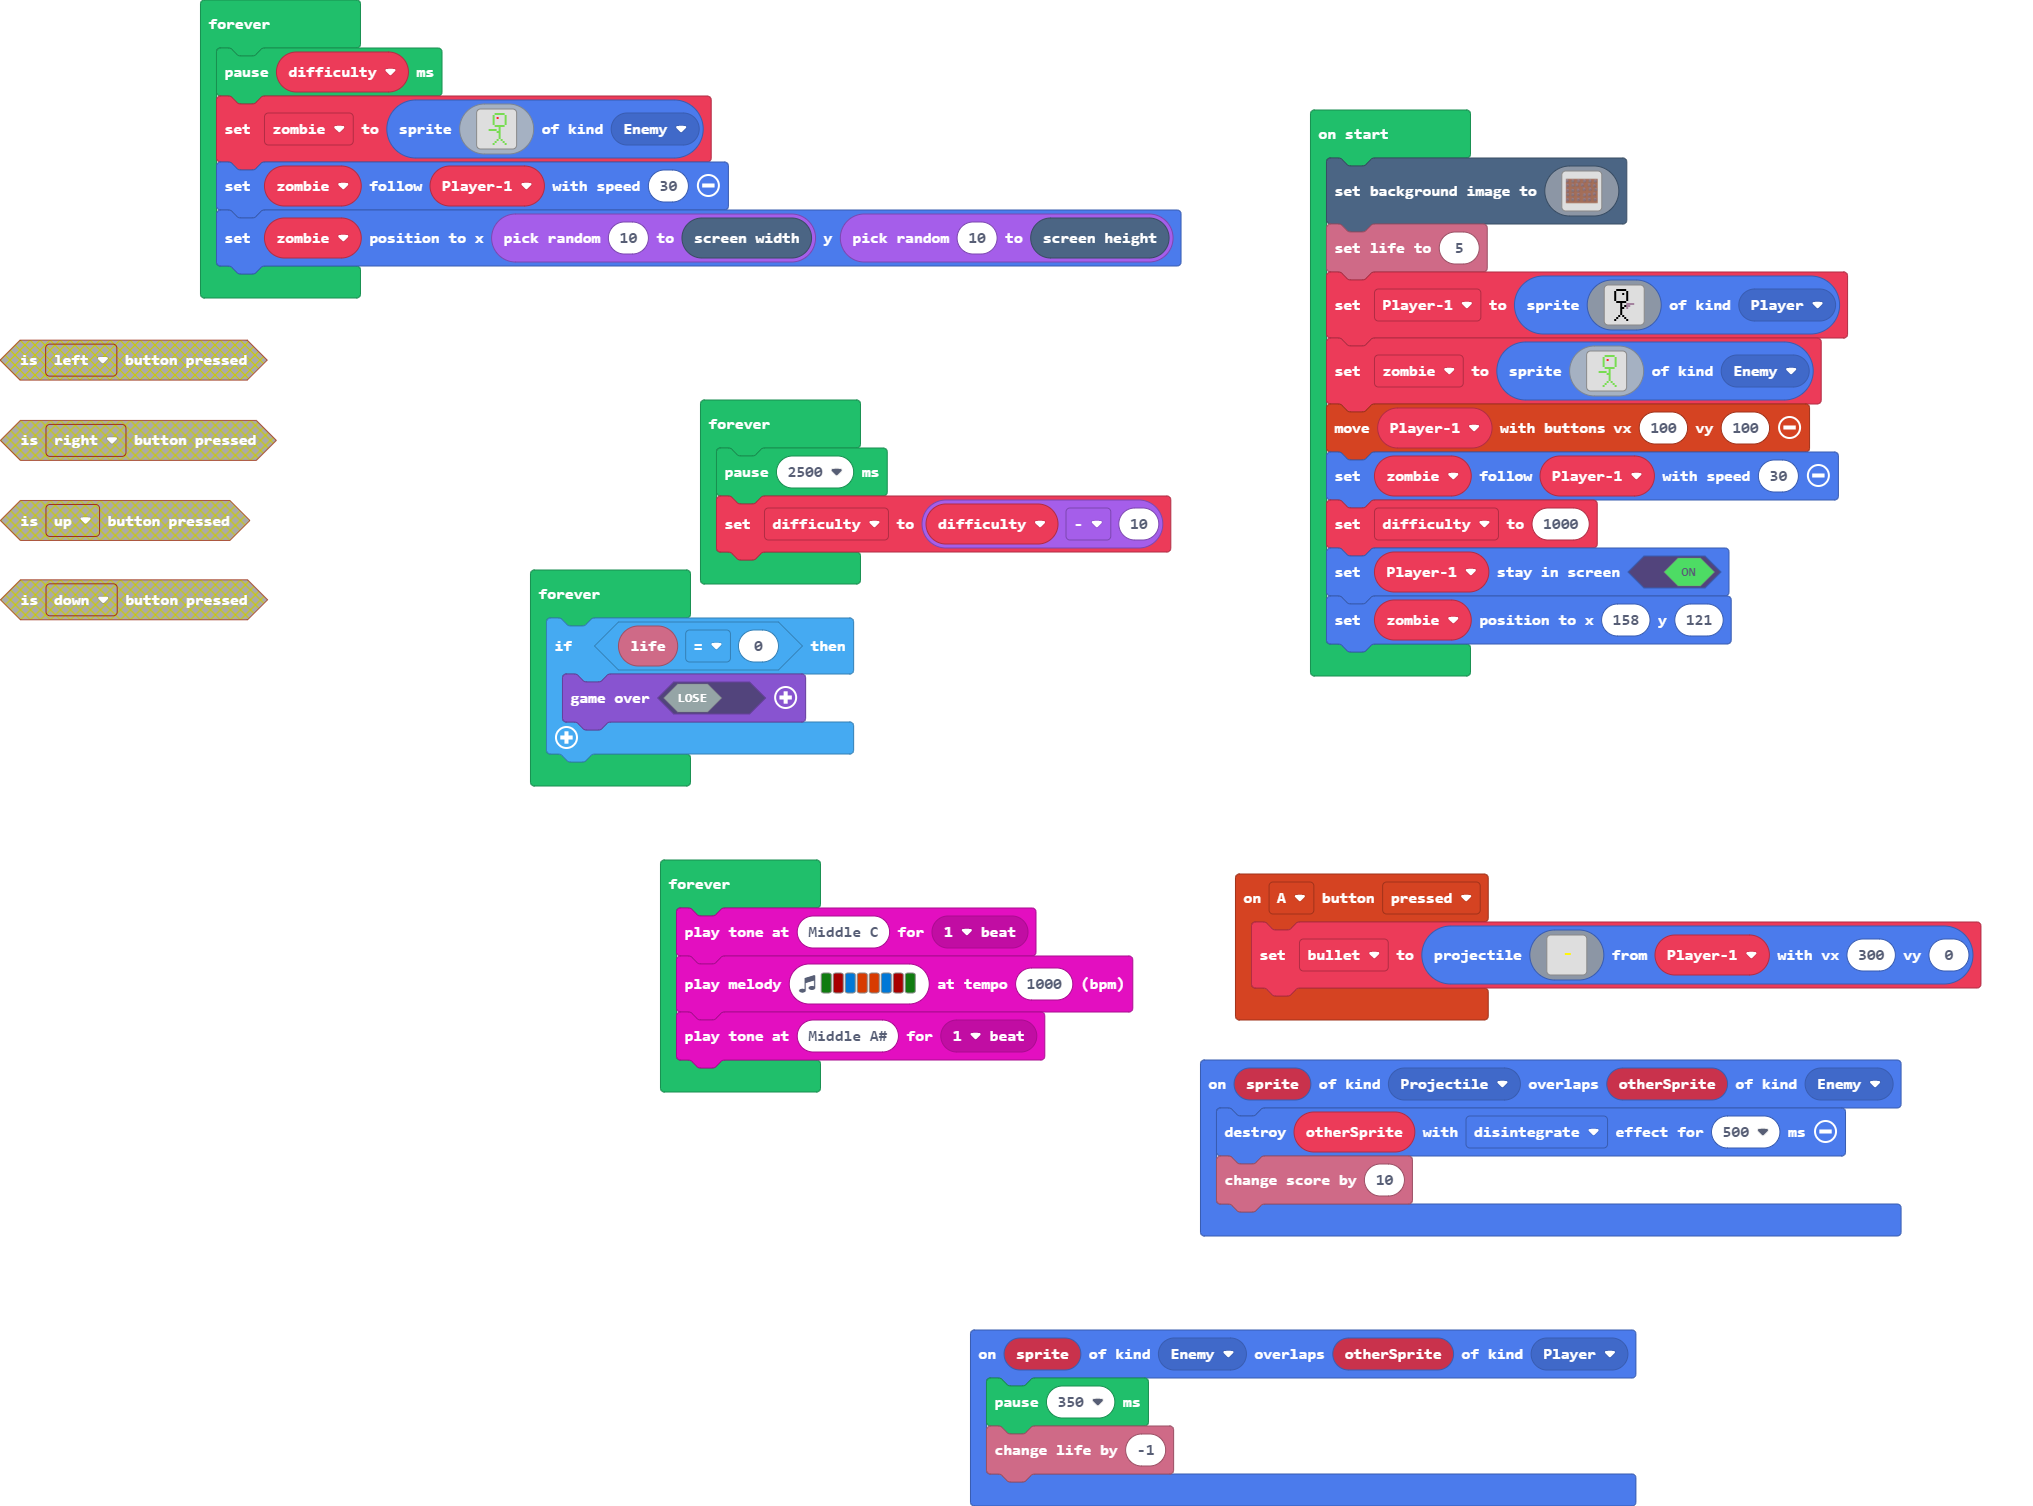 forever
pause difficulty ms
set zombie to sprite of kind Enemy
set zombie follow Player-1 with speed 30
set zombie position to x pick random 10 to screen width y pick random 10 to screen height
is left button pressed
is right button pressed
is up button pressed
is down button pressed
forever
pause 2500 ms
set difficulty to difficulty - 10
forever
if life = 0 then
game over LOSE
forever
play tone at Middle C for 1 beat
play melody at tempo 1000 (bpm)
play tone at Middle A# for 1 beat
on start
set background image to
set life to 5
set Player-1 to sprite of kind Player
set zombie to sprite of kind Enemy
move Player-1 with buttons vx 100 vy 100
set zombie follow Player-1 with speed 30
set difficulty to 1000
set Player-1 stay in screen ON
set zombie position to x 158 y 121
on A button pressed
set bullet to projectile from Player-1 with vx 300 vy 0
on sprite of kind Projectile overlaps otherSprite of kind Enemy
destroy otherSprite with disintegrate effect for 500 ms
change score by 10
on sprite of kind Enemy overlaps otherSprite of kind Player
pause 350 ms
change life by -1